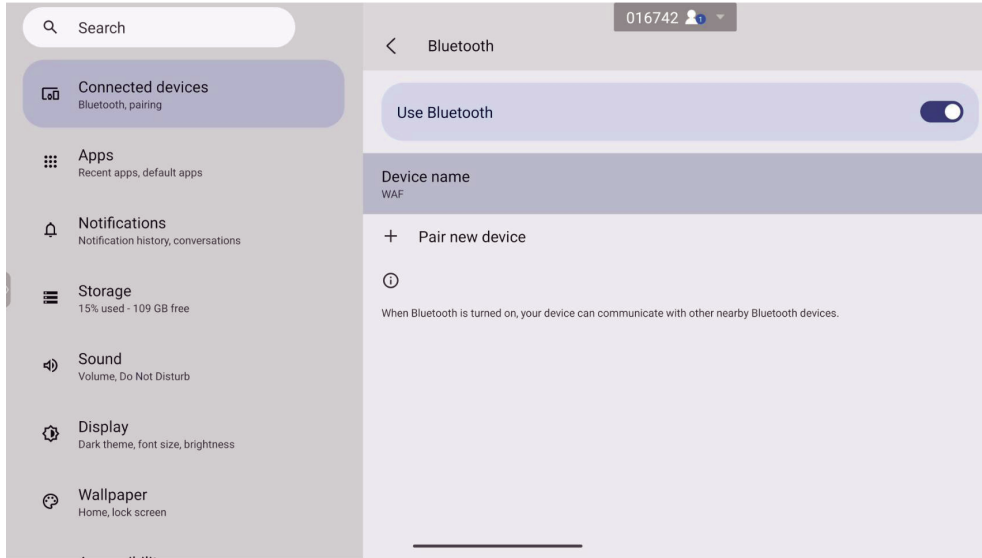 016742
Search
Bluetooth
Connected devices
Bluetooth, pairing
Use Bluetooth
Apps
Recent apps, default apps
Device name
WAF
Notifications
Notification history, conversations
Pair new device
Storage
15% used - 109 GB free
When Bluetooth is turned on, your device can communicate with other nearby Bluetooth devices.
Sound
Volume, Do Not Disturb
Display
Dark theme, font size, brightness
Wallpaper
Home, lock screen